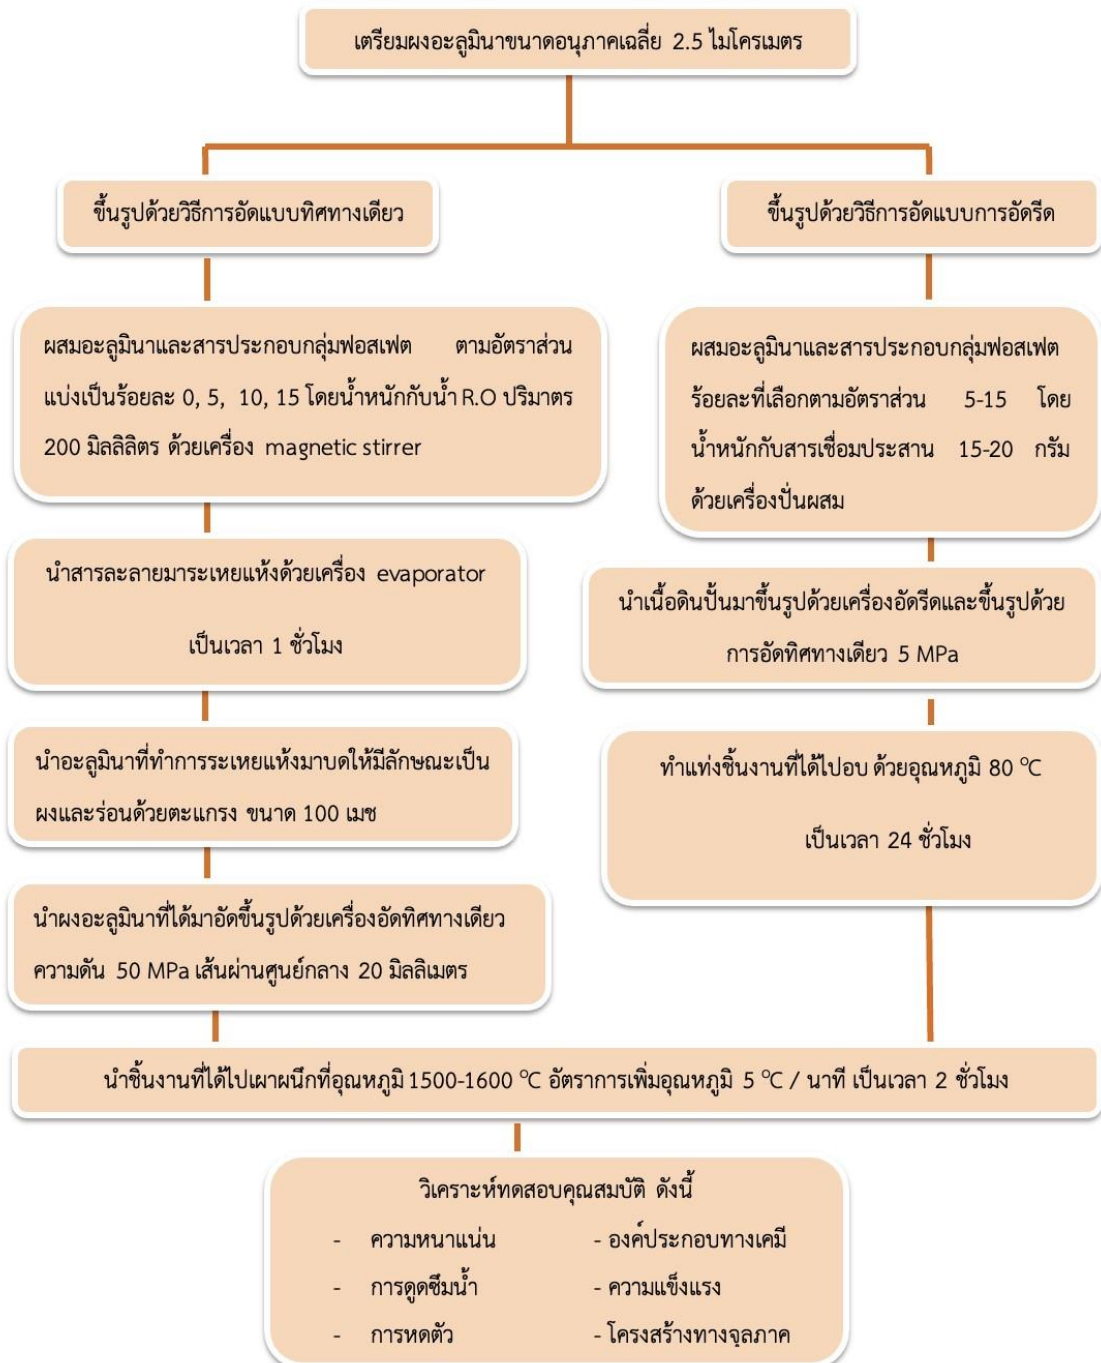 เตรียมผงอะลูมินาขนาดอนุภาคเฉลี่ย 2.5 ไมโครเมตร
ขึ้นรูปด้วยวิธีการอัดแบบทิศทางเดียว
ผสมอะลูมินาและสารประกอบกลุ่มฟอสเฟต ตามอัตราส่วน
แบ่งเป็นร้อยละ 0, 5, 10, 15 โดยน้ำหนักกับน้ำ R.O ปริมาตร
200 มิลลิลิตร ด้วยเครื่อง magnetic stirrer
นำสารละลายมาระเหยแห้งด้วยเครื่อง evaporator
เป็นเวลา 1 ชั่วโมง
นำอะลูมินาที่ทำการระเหยแห้งมาบดให้มีลักษณะเป็น
ผงและร่อนด้วยตะแกรง ขนาด 100 เมช
นำผงอะลูมินาที่ได้มาอัดขึ้นรูปด้วยเครื่องอัดทิศทางเดียว
ความดัน 50 MPa เส้นผ่านศูนย์กลาง 20 มิลลิเมตร
ขึ้นรูปด้วยวิธีการอัดแบบการอัดรีด
ผสมอะลูมินาและสารประกอบกลุ่มฟอสเฟต
ร้อยละที่เลือกตามอัตราส่วน 5-15 โดย
น้ำหนักกับสารเชื่อมประสาน 15-20 กรัม
ด้วยเครื่องปั่นผสม
นำเนื้อดินปั้นมาขึ้นรูปด้วยเครื่องอัดรีดและขึ้นรูปด้วย
การอัดทิศทางเดียว 5 MPa
ทำแท่งชิ้นงานที่ได้ไปอบ ด้วยอุณหภูมิ 80 °C
เป็นเวลา 24 ชั่วโมง
นำชิ้นงานที่ได้ไปเผาผนึกที่อุณหภูมิ 1500-1600 °C อัตราการเพิ่มอุณหภูมิ 5 °C / นาที เป็นเวลา 2 ชั่วโมง
วิเคราะห์ทดสอบคุณสมบัติ ดังนี้
- ความหนาแน่น - องค์ประกอบทางเคมี
- การดูดซึมน้ำ - ความแข็งแรง
- การหดตัว - โครงสร้างทางจุลภาค